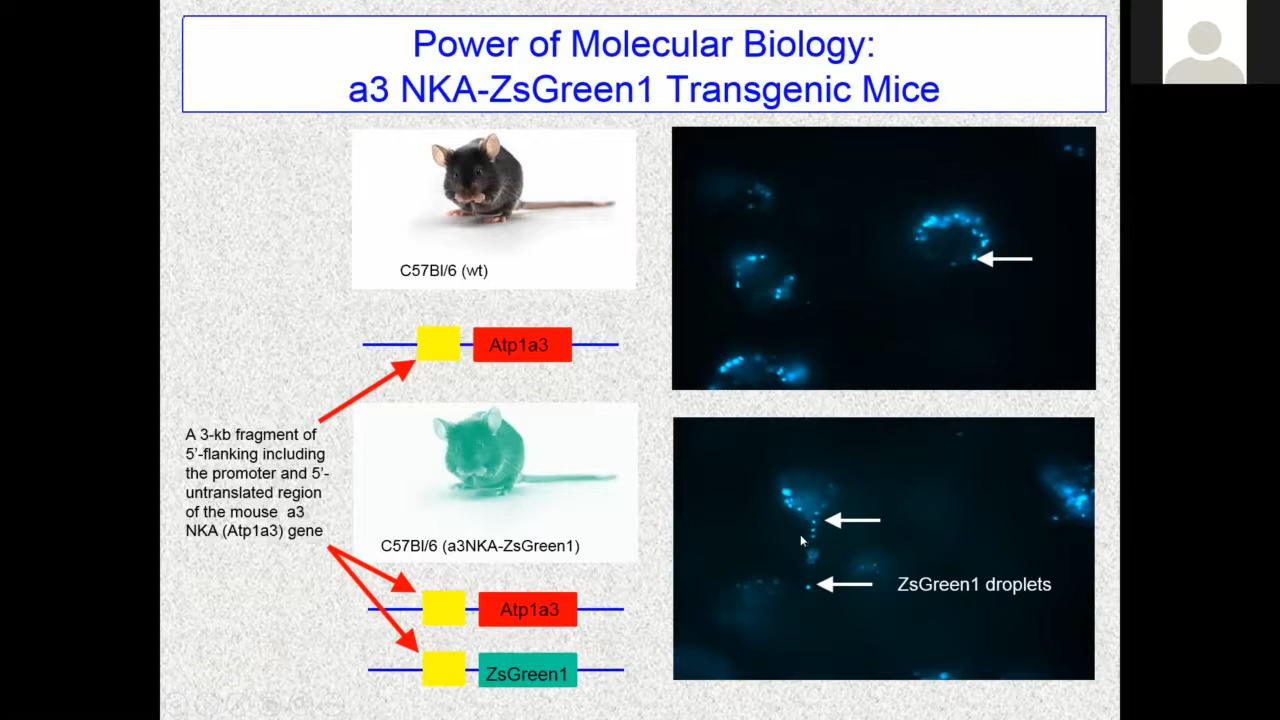 Power of Molecular Biology:
a3 NKA-ZsGreen1 Transgenic Mice
C57Bl/6 (wt)
Atp1a3
A 3-kb fragment of
5’-flanking including
the promoter and 5’-
untranslated region
of the mouse a3
NKA (Atp1a3) gene
C57Bl/6 (a3NKA-ZsGreen1)
Atp1a3
ZsGreen1
ZsGreen1 droplets